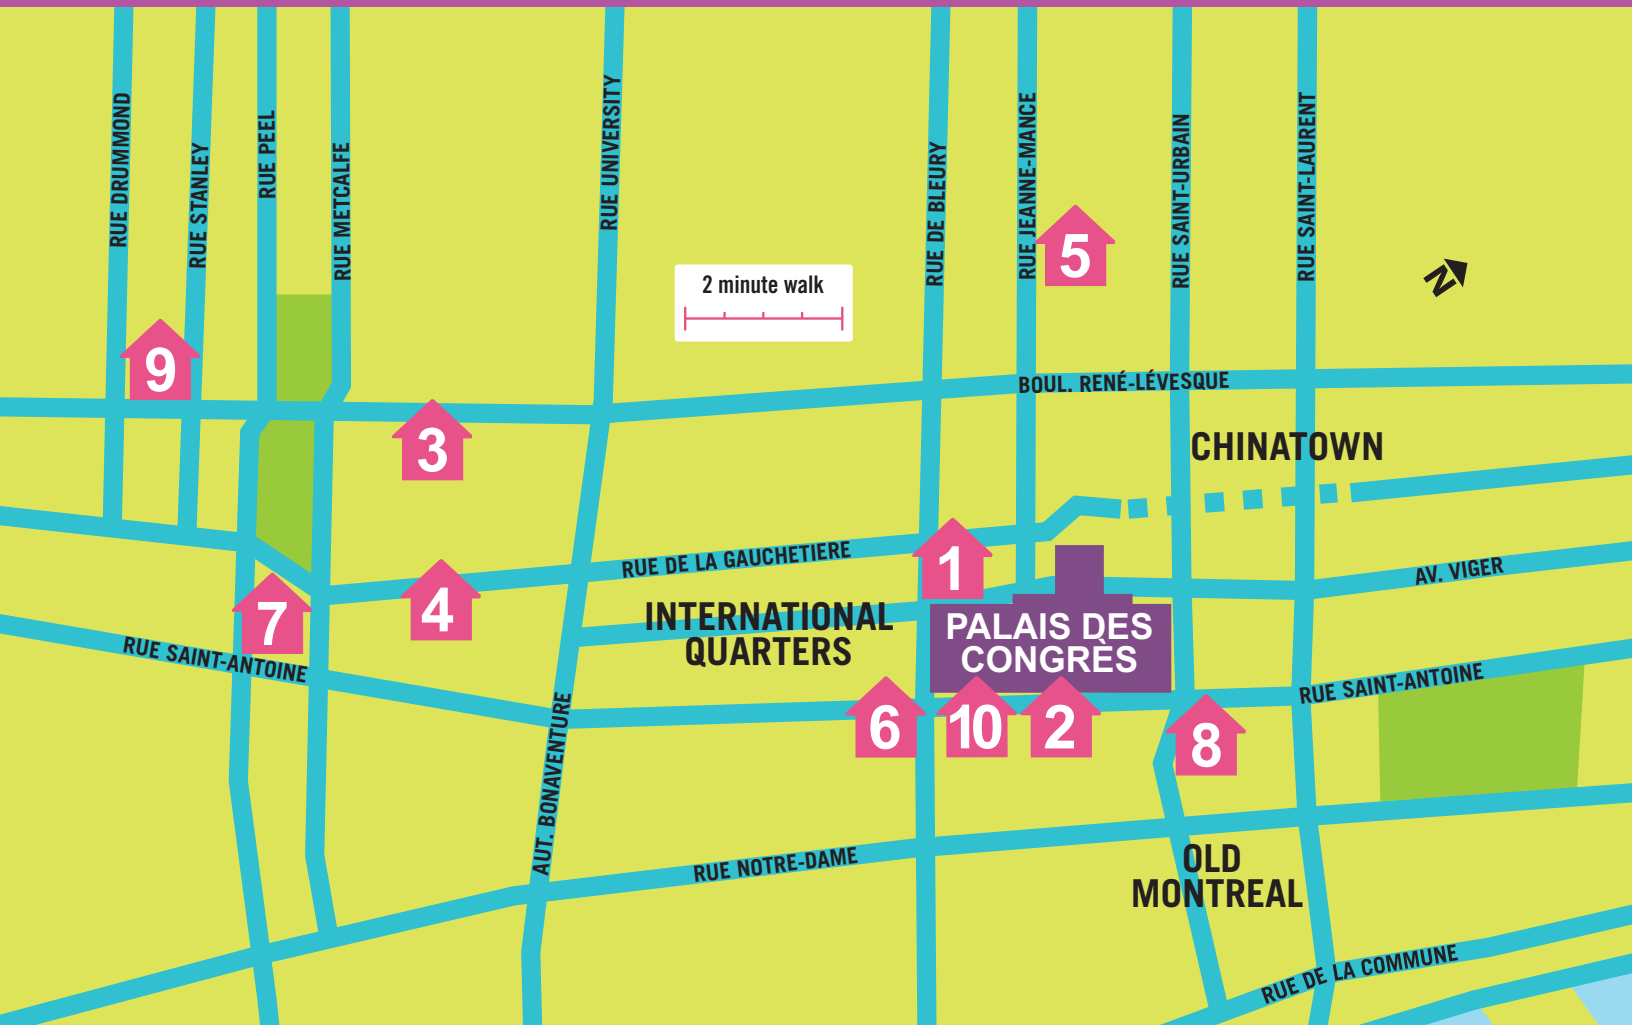 RUE DRUMMOND
RUE STANLEY
RUE PEEL
RUE METCALFE
RUE UNIVERSITY
RUE DE BLEURY
RUE JEANNE-MANCE
RUE SAINT-URBAIN
RUE SAINT-LAURENT
5
N
2 minute walk
9
BOUL. RENÉ-LÉVESQUE
3
CHINATOWN
RUE DE LA GAUCHETIERE
1
AV. VIGER
4
7
INTERNATIONAL
QUARTERS
PALAIS DES
CONGRÈS
RUE SAINT-ANTOINE
RUE SAINT-ANTOINE
6
10
2
8
AUT. BONAVENTURE
RUE NOTRE-DAME
OLD
MONTREAL
RUE DE LA COMMUNE